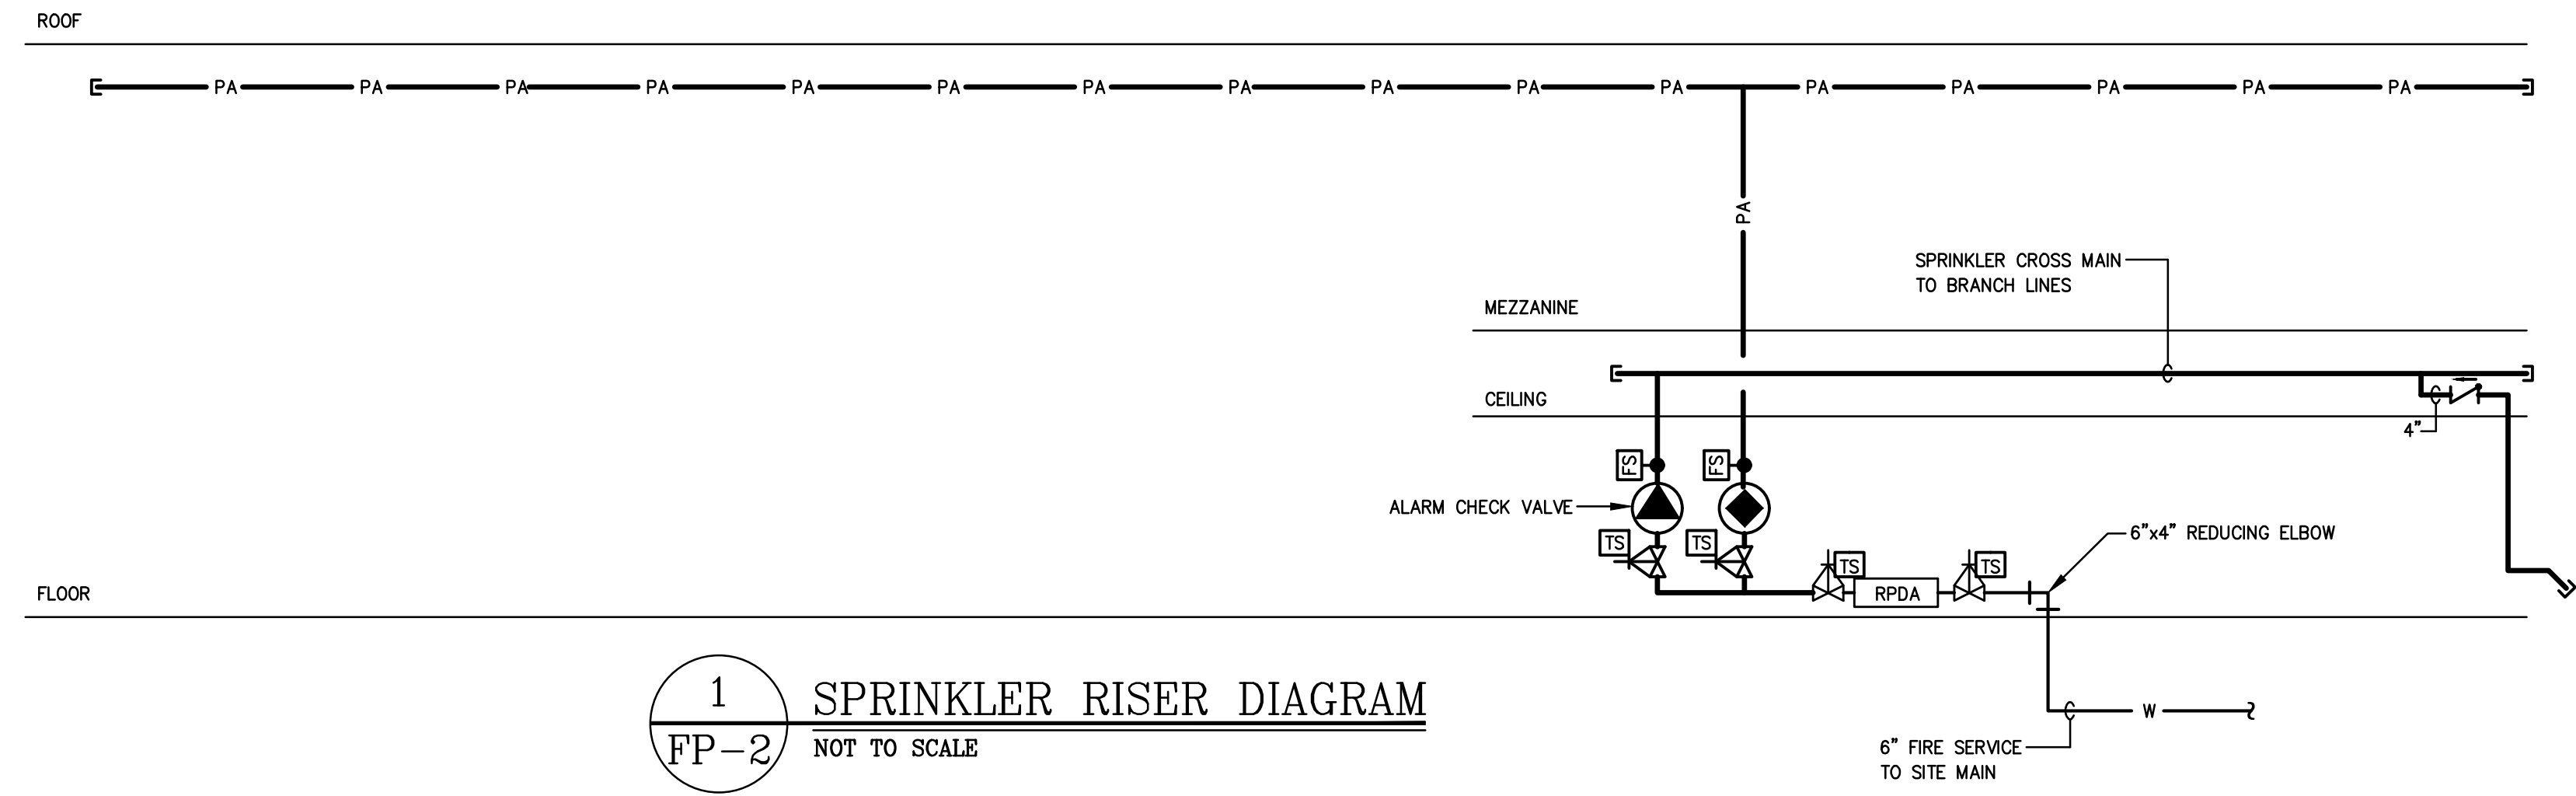 ROOF
PA PA PA PA PA PA PA PA PA PA PA PA PA PA PA PA
PA
SPRINKLER CROSS MAIN
TO BRANCH LINES
MEZZANINE
CEILING
4"
FS FS
ALARM CHECK VALVE
TS TS
6"x4" REDUCING ELBOW
TS TS
RPDA
FLOOR
1
FP-2
SPRINKLER RISER DIAGRAM
NOT TO SCALE
W
6" FIRE SERVICE
TO SITE MAIN